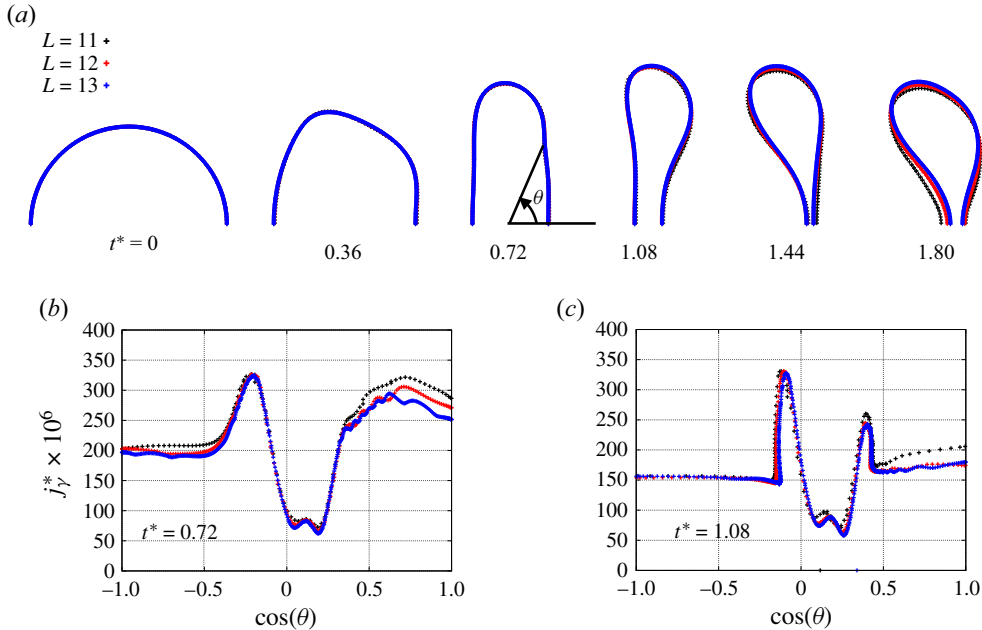 (a)
L = 11
L = 12
L = 13
θ
t* = 0
0.36
0.72
1.08
1.44
1.80
(b)
400
350
300
250
200
150
100
50
0
jγ* × 10⁶
t* = 0.72
−1.0
−0.5
0
0.5
1.0
cos(θ)
(c)
400
350
300
250
200
150
100
50
0
t* = 1.08
−1.0
−0.5
0
0.5
1.0
cos(θ)